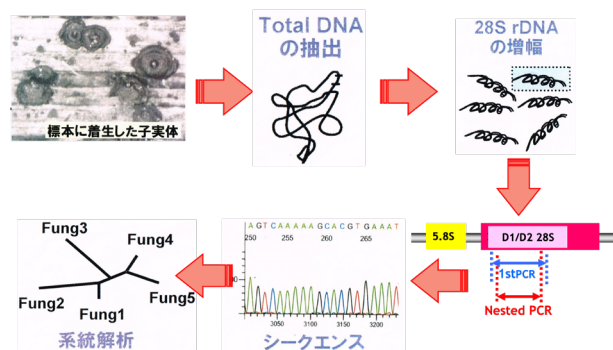 標本に着生した子実体
Total DNA
の抽出
28S rDNA
の増幅
5.8S
D1/D2 28S
1stPCR
Nested PCR
AGTCAAAAAGCACGTGAAAT
250 255 260 265
3050 3100 3150 3200
シークエンス
Fung3
Fung4
Fung2
Fung5
Fung1
系統解析